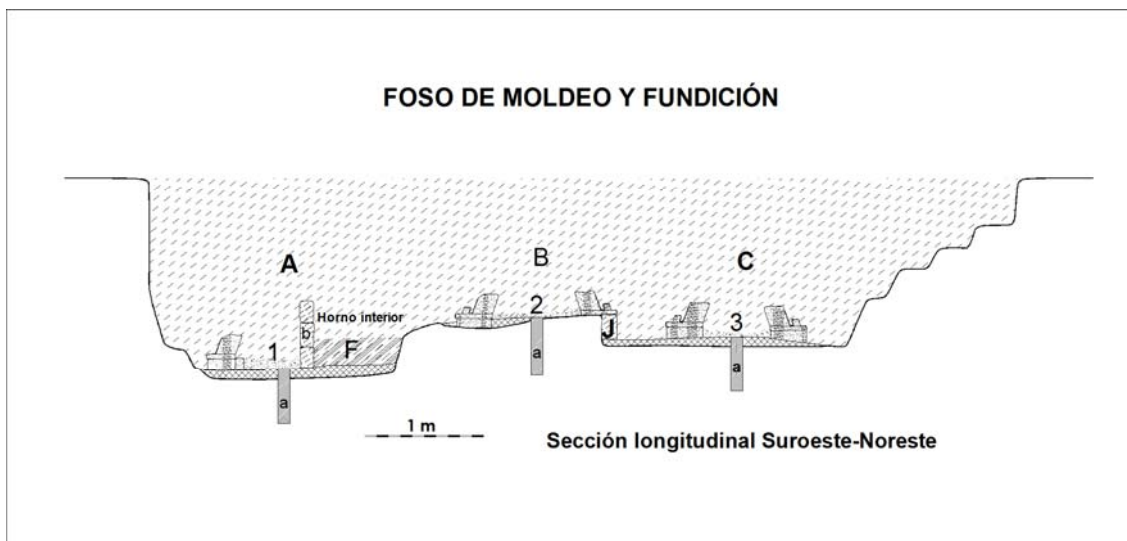 FOSO DE MOLDEO Y FUNDICIÓN
A
B
C
2
Horno interior
1
b
F
J
3
a
a
a
1 m
Sección longitudinal Suroeste-Noreste